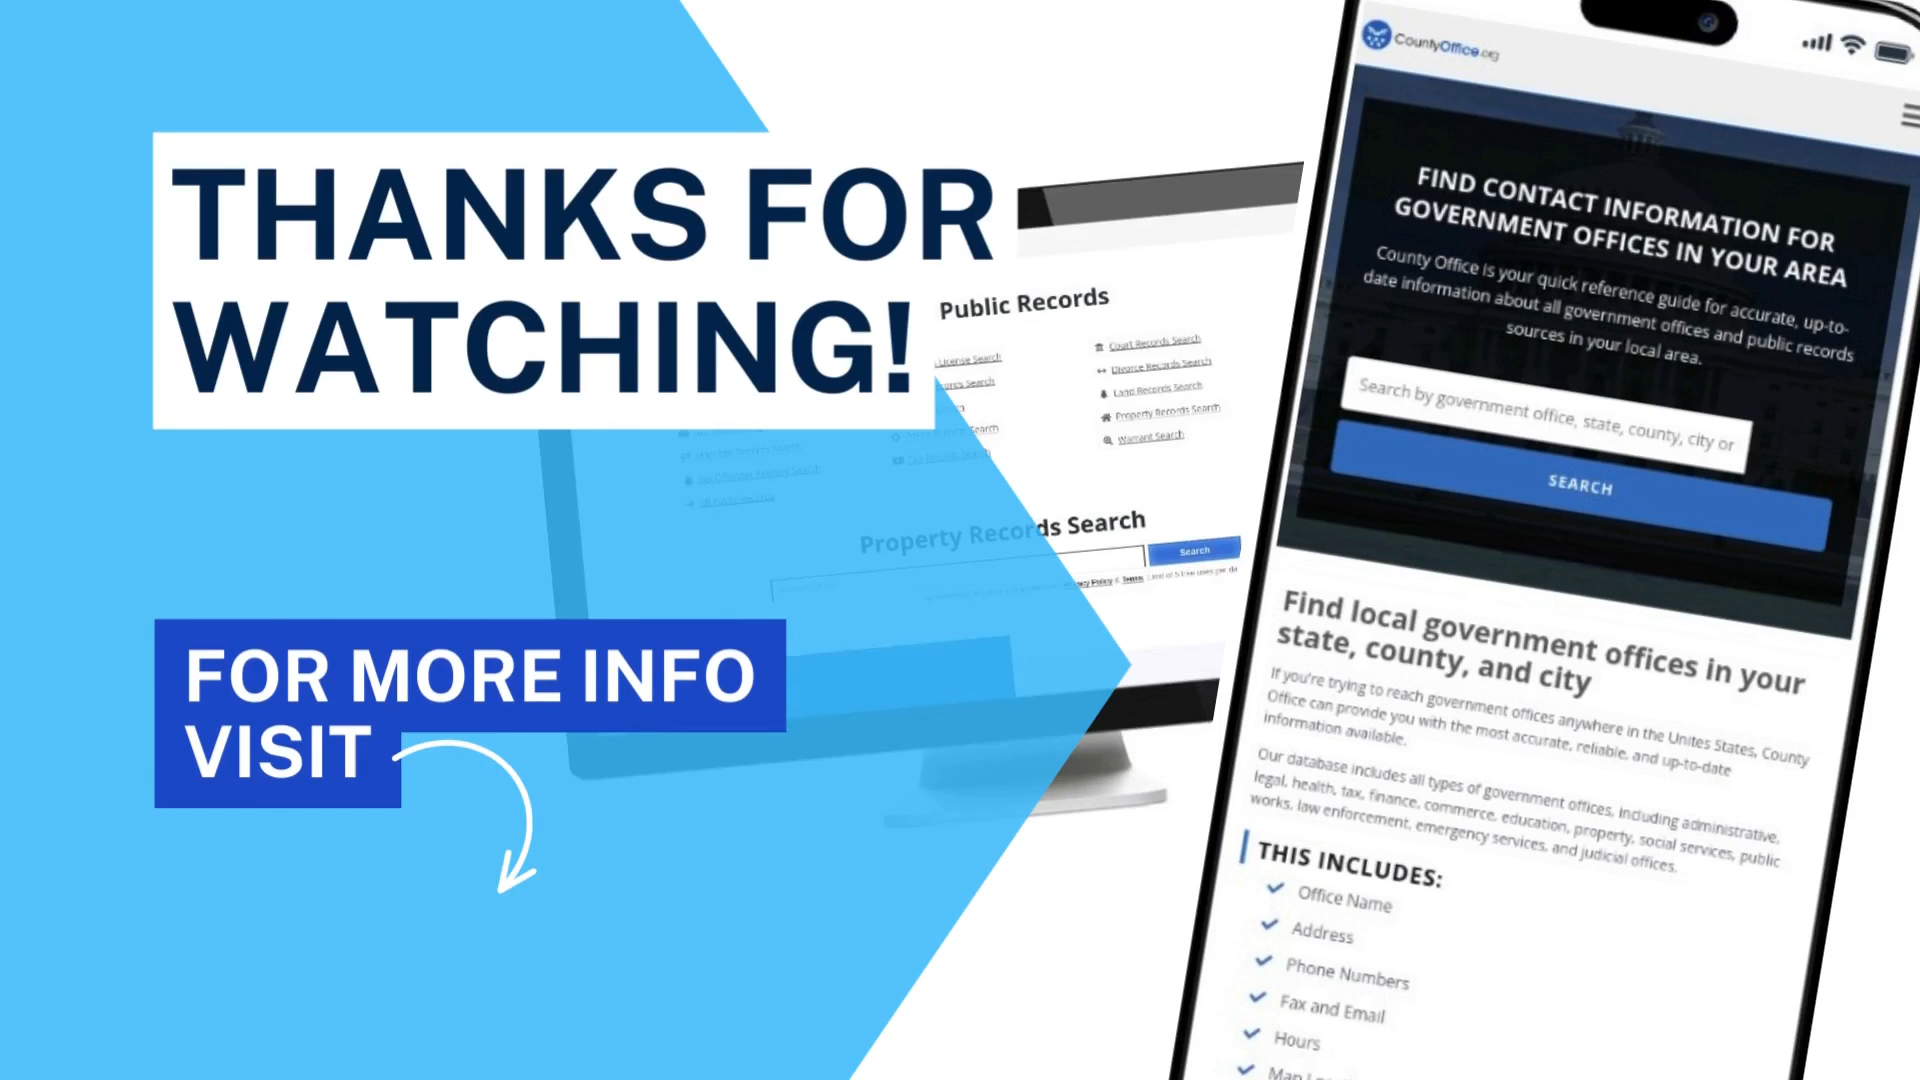 THANKS FOR
WATCHING!
FOR MORE INFO
VISIT
Public Records
License Search
Search
Search
Court Records Search
Divorce Records Search
Land Records Search
Property Records Search
Warrant Search
Property Records Search
Search
Policy & Terms
CountyOffice.org
FIND CONTACT INFORMATION FOR
GOVERNMENT OFFICES IN YOUR AREA
County Office is your quick reference guide for accurate, up-to-
date information about all government offices and public records
sources in your local area.
Search by government office, state, county, city or
SEARCH
Find local government offices in your
state, county, and city
If you're trying to reach government offices anywhere in the Unites States, County
Office can provide you with the most accurate, reliable, and up-to-date
information available.
Our database includes all types of government offices, including administrative,
legal, health, tax, finance, commerce, education, property, social services, public
works, law enforcement, emergency services, and judicial offices.
THIS INCLUDES:
Office Name
Address
Phone Numbers
Fax and Email
Hours